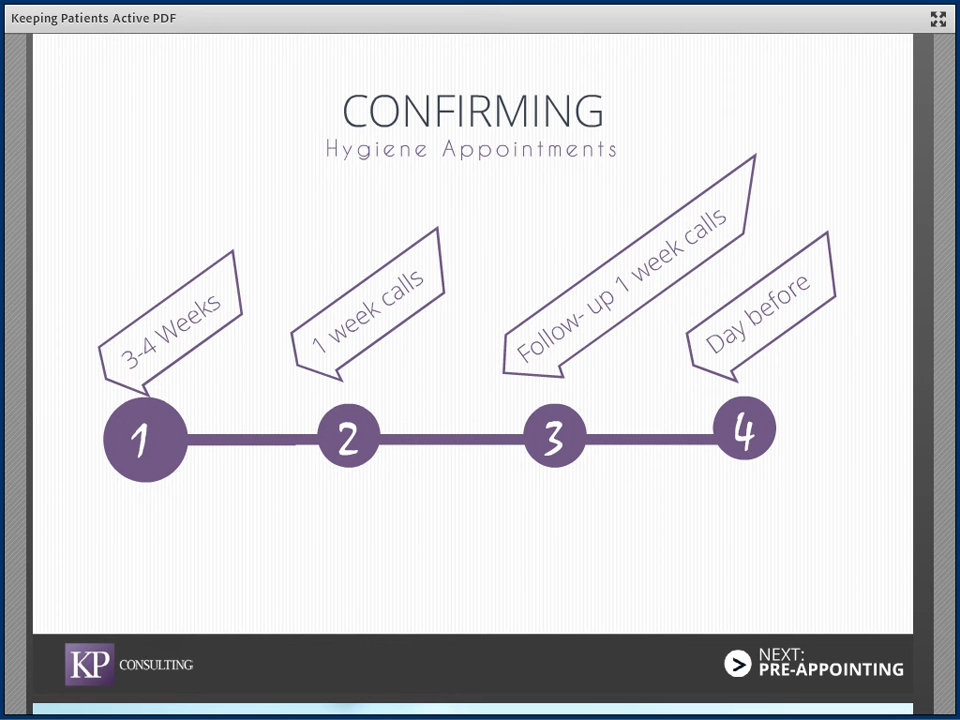 Keeping Patients Active PDF
CONFIRMING
Hygiene Appointments
3-4 Weeks
1 week calls
Follow- up 1 week calls
Day before
1
2
3
4
KP CONSULTING
NEXT:
PRE-APPOINTING